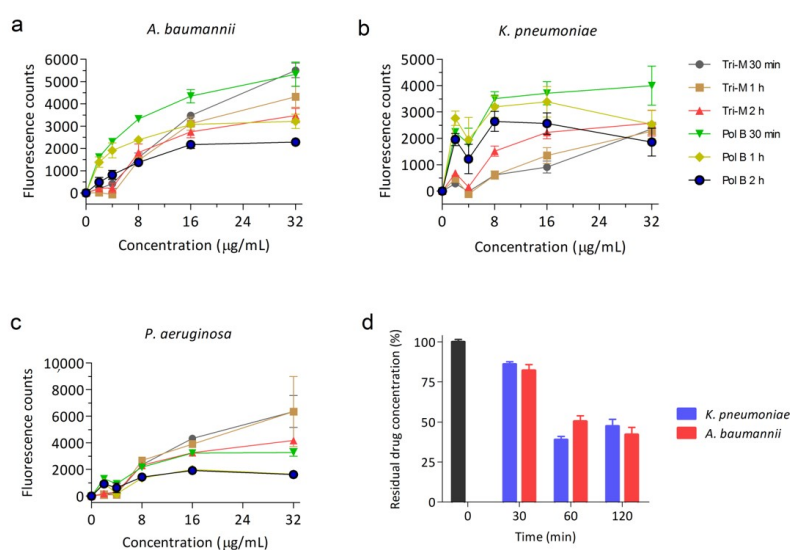 a
A. baumannii
Fluorescence counts
6000
5000
4000
3000
2000
1000
0
0 8 16 24 32
Concentration (µg/mL)
b
K. pneumoniae
Fluorescence counts
5000
4000
3000
2000
1000
0
0 8 16 24 32
Concentration (µg/mL)
Tri-M 30 min
Tri-M 1 h
Tri-M 2 h
Pol B 30 min
Pol B 1 h
Pol B 2 h
c
P. aeruginosa
Fluorescence counts
10000
8000
6000
4000
2000
0
0 8 16 24 32
Concentration (µg/mL)
d
Residual drug concentration (%)
100
75
50
25
0
0 30 60 120
Time (min)
K. pneumoniae
A. baumannii